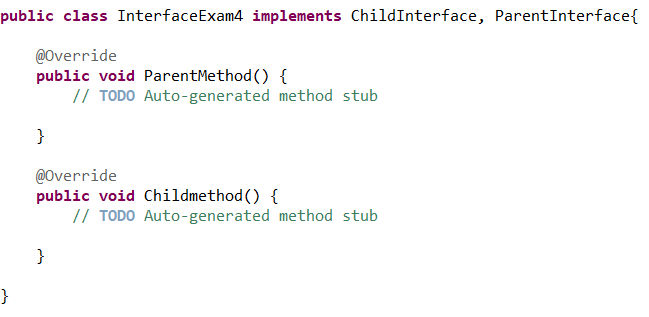 public class InterfaceExam4 implements ChildInterface, ParentInterface{
@Override
public void ParentMethod() {
// TODO Auto-generated method stub
}
@Override
public void Childmethod() {
// TODO Auto-generated method stub
}
}